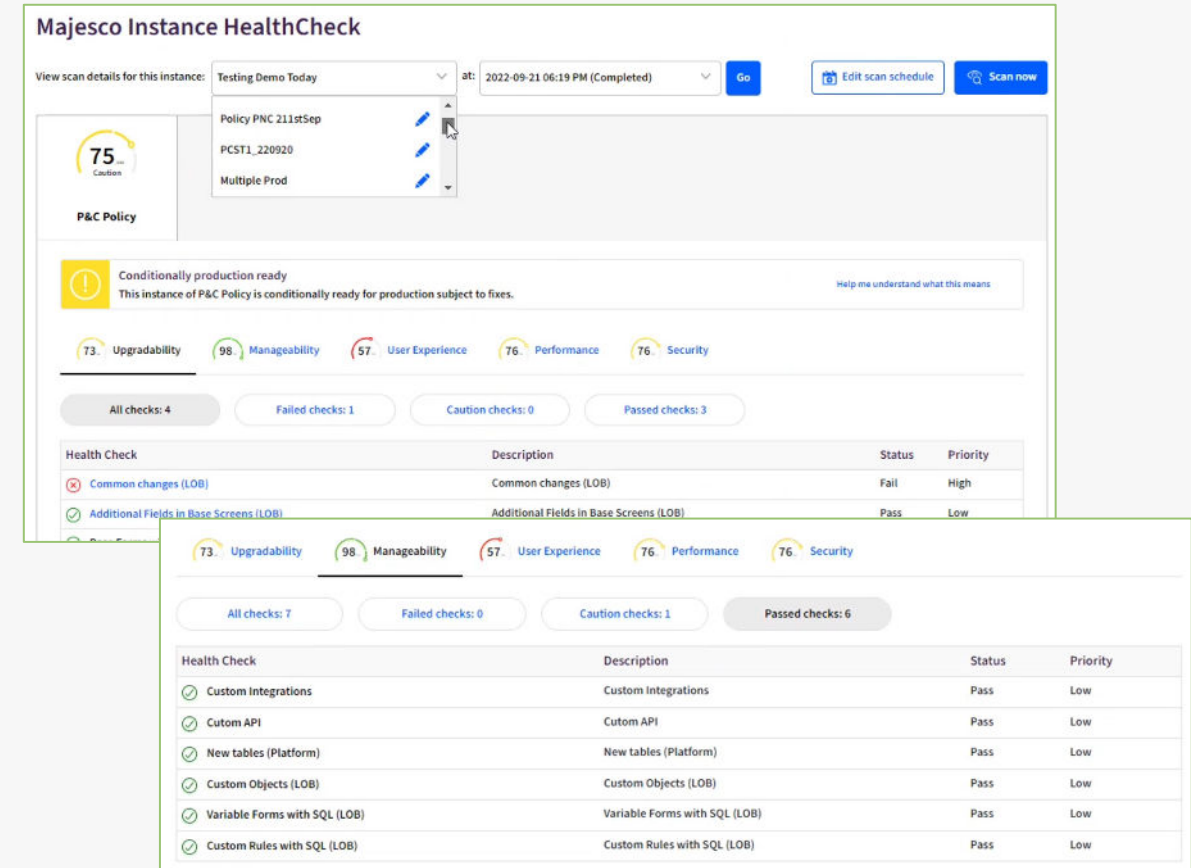 Majesco Instance HealthCheck
View scan details for this instance: Testing Demo Today at: 2022-09-21 06:19 PM (Completed) Go Edit scan schedule Scan now
Policy PNC 211stSep
PCST1_220920
Multiple Prod
75
Caution
P&C Policy
Conditionally production ready
This instance of P&C Policy is conditionally ready for production subject to fixes.
Help me understand what this means
73 Upgradability 98 Manageability 57 User Experience 76 Performance 76 Security
All checks: 4 Failed checks: 1 Caution checks: 0 Passed checks: 3
Health Check Description Status Priority
Common changes (LOB) Common changes (LOB) Fail High
Additional Fields in Base Screens (LOB) Additional Fields in Base Screens (LOB) Pass Low
73 Upgradability 98 Manageability 57 User Experience 76 Performance 76 Security
All checks: 7 Failed checks: 0 Caution checks: 1 Passed checks: 6
Health Check Description Status Priority
Custom Integrations Custom Integrations Pass Low
Cutom API Cutom API Pass Low
New tables (Platform) New tables (Platform) Pass Low
Custom Objects (LOB) Custom Objects (LOB) Pass Low
Variable Forms with SQL (LOB) Variable Forms with SQL (LOB) Pass Low
Custom Rules with SQL (LOB) Custom Rules with SQL (LOB) Pass Low